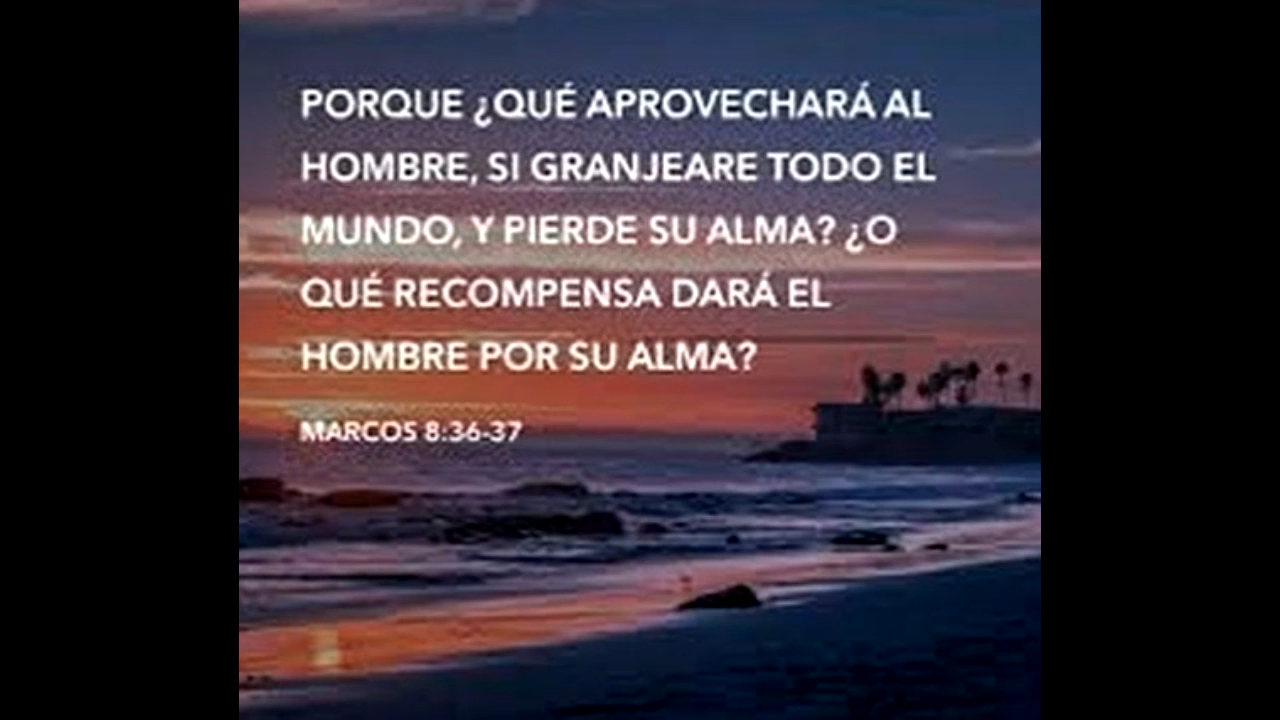 PORQUE ¿QUÉ APROVECHARÁ AL
HOMBRE, SI GRANJEARE TODO EL
MUNDO, Y PIERDE SU ALMA? ¿O
QUÉ RECOMPENSA DARÁ EL
HOMBRE POR SU ALMA?
MARCOS 8:36-37